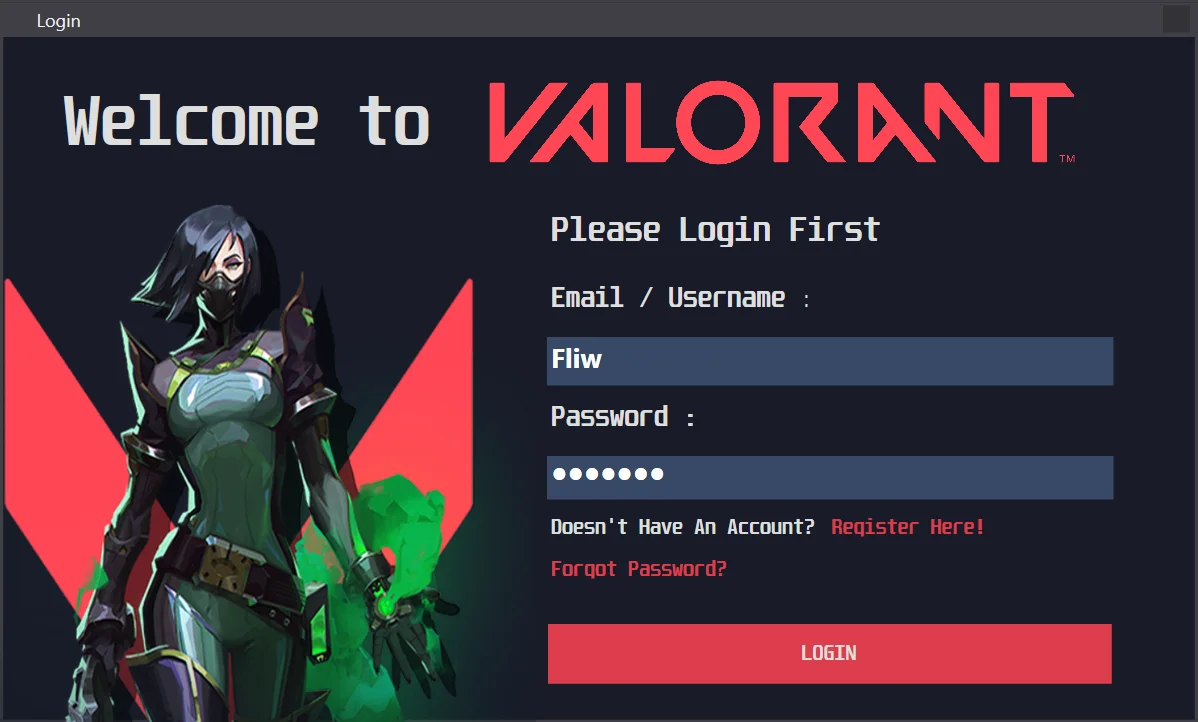 Login
Welcome to VALORANT™
Please Login First
Email / Username :
Fliw
Password :
●●●●●●●
Doesn't Have An Account? Register Here!
Forgot Password?
LOGIN